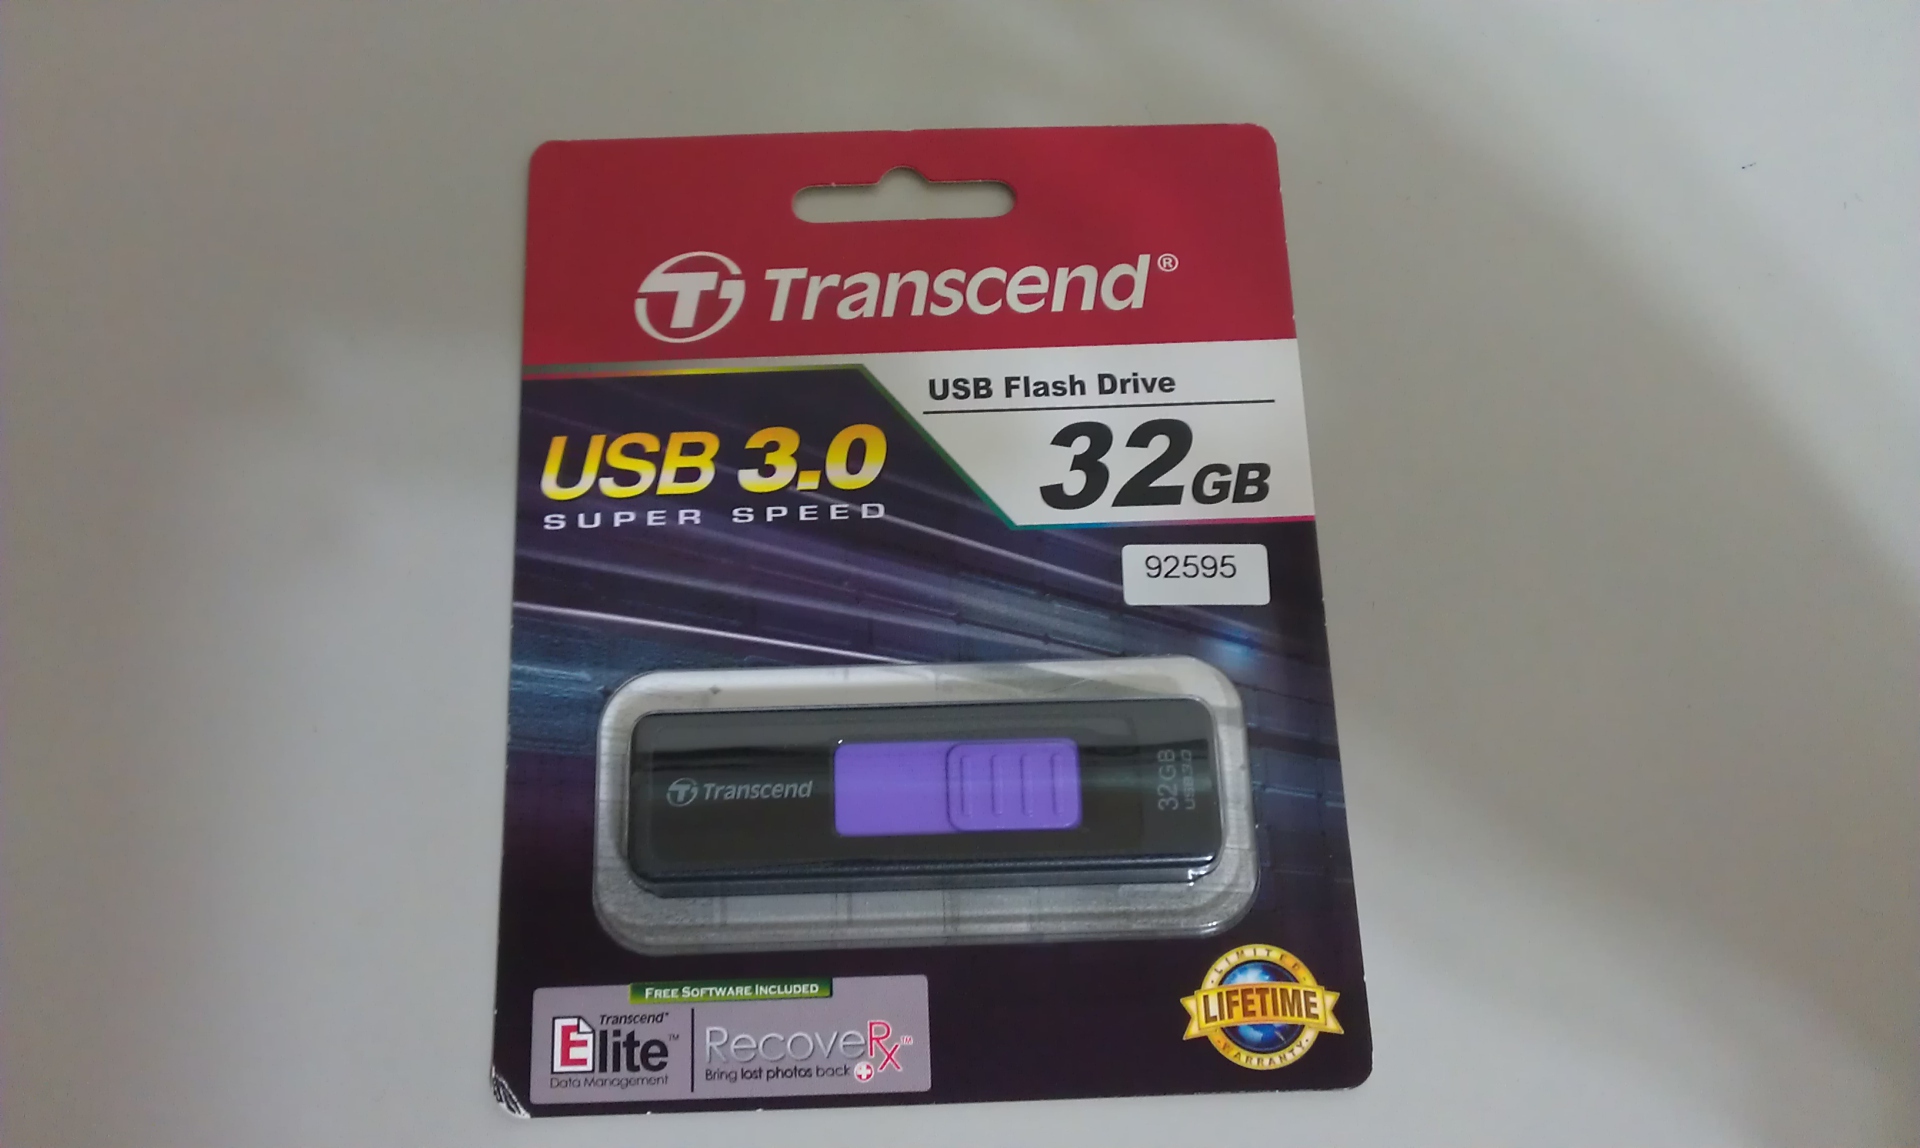 Transcend®
USB Flash Drive
32GB
USB 3.0
SUPER SPEED
92595
Transcend
32GB
USB 3.0
FREE SOFTWARE INCLUDED
Transcend®
Elite™
Data Management
RecoveRx™
Bring lost photos back
LIMITED
LIFETIME
WARRANTY